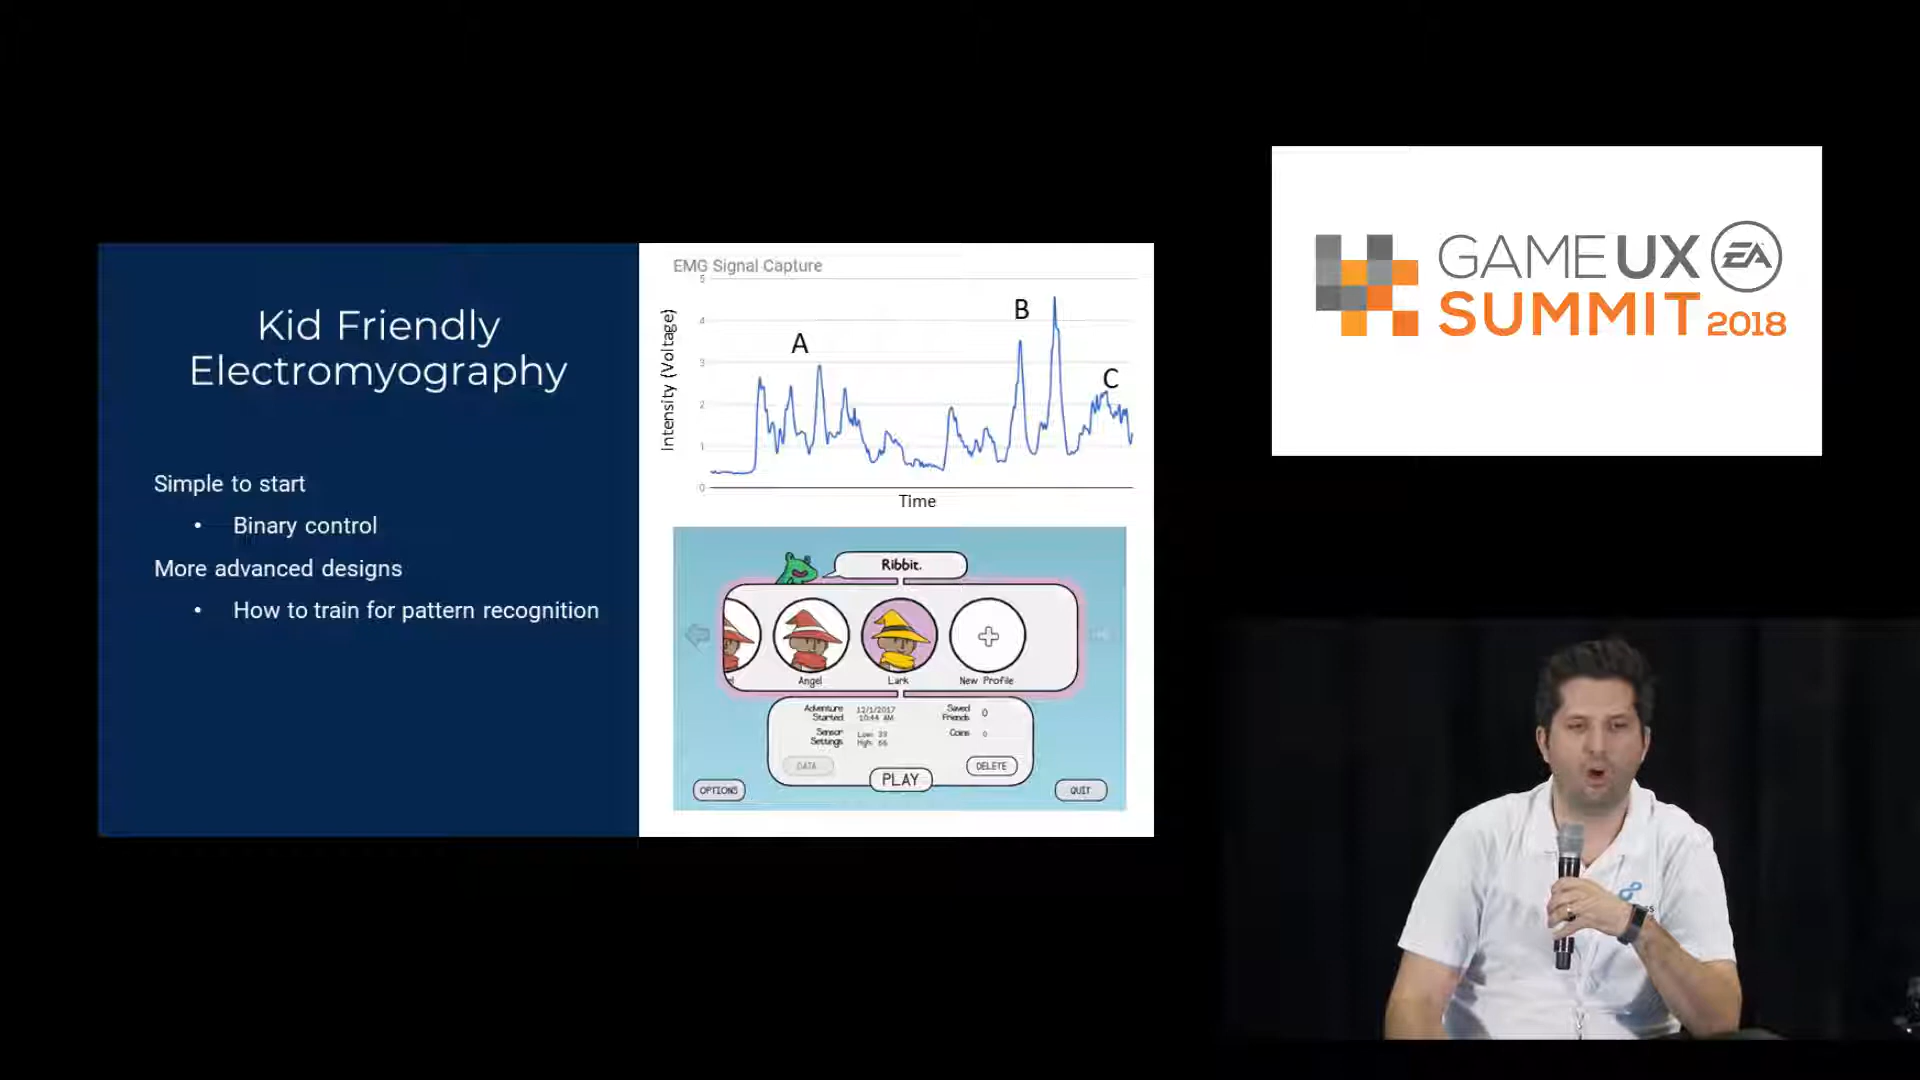 Kid Friendly
Electromyography
Simple to start
• Binary control
More advanced designs
• How to train for pattern recognition
EMG Signal Capture
Intensity (Voltage)
5
4
3
2
1
0
A
B
C
Time
Ribbit.
Angel
Lark
New Profile
Adventure Started
12/1/2017
10:44 AM
Saved Friends
0
Sensor Settings
Low: 33
High: 66
Coins
0
DATA
DELETE
PLAY
OPTIONS
QUIT
GAME UX EA
SUMMIT 2018